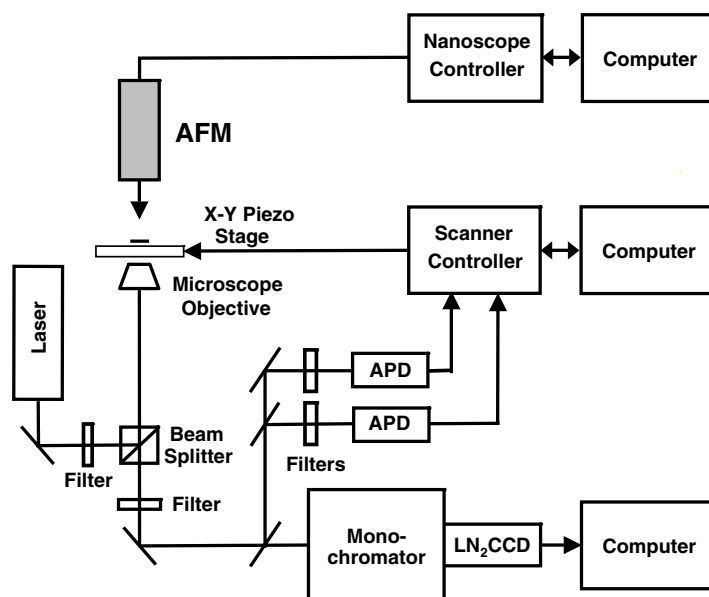 Nanoscope
Controller
Computer
AFM
X-Y Piezo
Stage
Scanner
Controller
Computer
Microscope
Objective
Laser
APD
APD
Beam
Splitter
Filters
Filter
Filter
Mono-
chromator
LN₂CCD
Computer